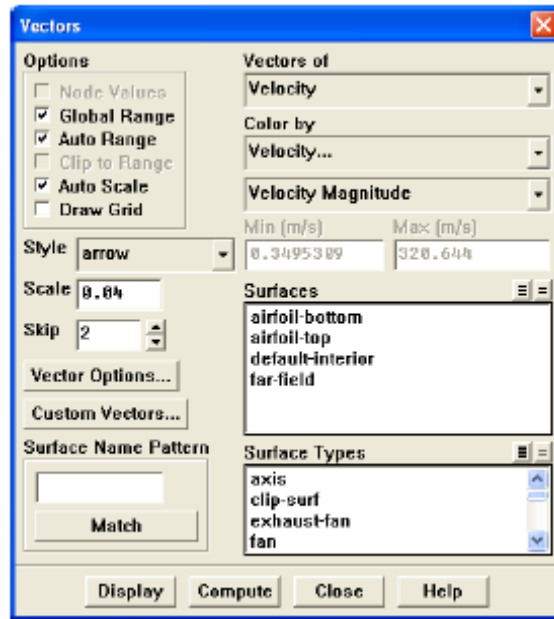 Vectors
Options
Node Values
Global Range
Auto Range
Clip to Range
Auto Scale
Draw Grid
Style arrow
Scale 0.04
Skip 2
Vector Options...
Custom Vectors...
Surface Name Pattern
Match
Vectors of
Velocity
Color by
Velocity...
Velocity Magnitude
Min (m/s) Max (m/s)
0.3495309 320.644
Surfaces
airfoil-bottom
airfoil-top
default-interior
far-field
Surface Types
axis
clip-surf
exhaust-fan
fan
Display Compute Close Help